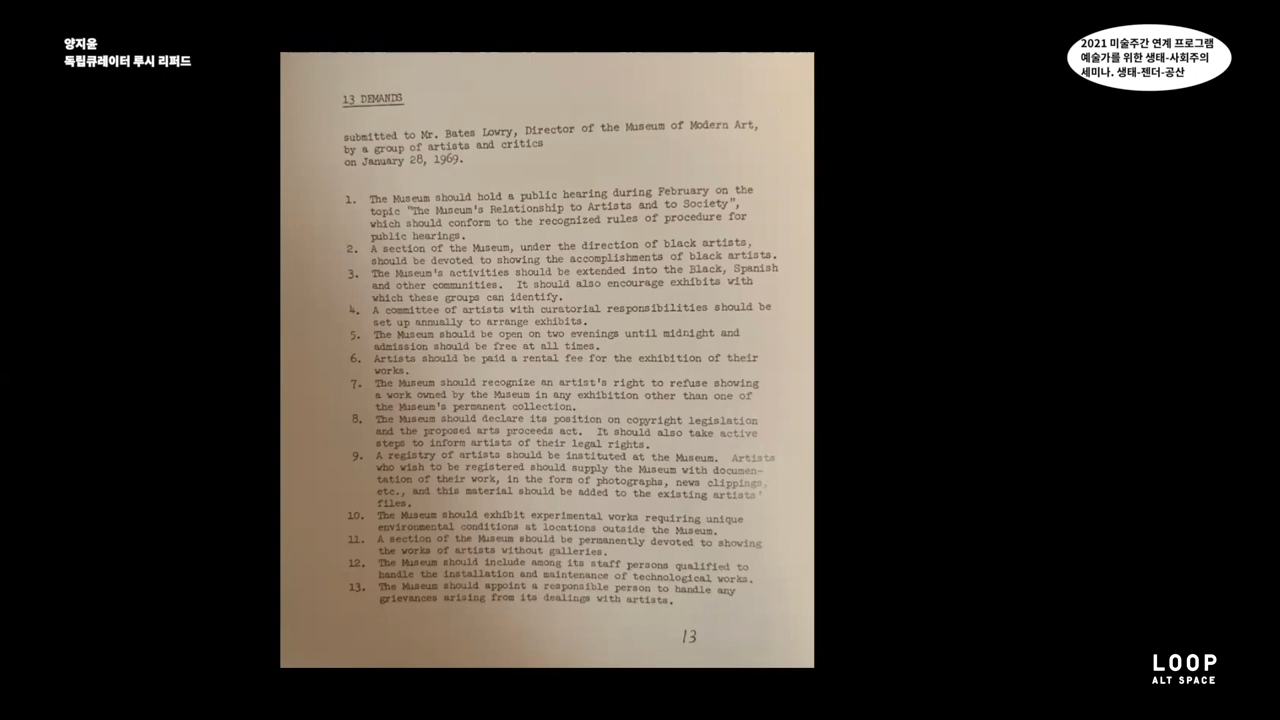 양지윤
독립큐레이터 루시 리퍼드
2021 미술주간 연계 프로그램
예술가를 위한 생태-사회주의
세미나. 생태-젠더-공산
13 DEMANDS
submitted to Mr. Bates Lowry, Director of the Museum of Modern Art,
by a group of artists and critics
on January 28, 1969.
1. The Museum should hold a public hearing during February on the
topic "The Museum's Relationship to Artists and to Society",
which should conform to the recognized rules of procedure for
public hearings.
2. A section of the Museum, under the direction of black artists,
should be devoted to showing the accomplishments of black artists.
3. The Museum's activities should be extended into the Black, Spanish
and other communities. It should also encourage exhibits with
which these groups can identify.
4. A committee of artists with curatorial responsibilities should be
set up annually to arrange exhibits.
5. The Museum should be open on two evenings until midnight and
admission should be free at all times.
6. Artists should be paid a rental fee for the exhibition of their
works.
7. The Museum should recognize an artist's right to refuse showing
a work owned by the Museum in any exhibition other than one of
the Museum's permanent collection.
8. The Museum should declare its position on copyright legislation
and the proposed arts proceeds act. It should also take active
steps to inform artists of their legal rights.
9. A registry of artists should be instituted at the Museum. Artists
who wish to be registered should supply the Museum with documen-
tation of their work, in the form of photographs, news clippings,
etc., and this material should be added to the existing artists'
files.
10. The Museum should exhibit experimental works requiring unique
environmental conditions at locations outside the Museum.
11. A section of the Museum should be permanently devoted to showing
the works of artists without galleries.
12. The Museum should include among its staff persons qualified to
handle the installation and maintenance of technological works.
13. The Museum should appoint a responsible person to handle any
grievances arising from its dealings with artists.
13
LOOP
ALT SPACE